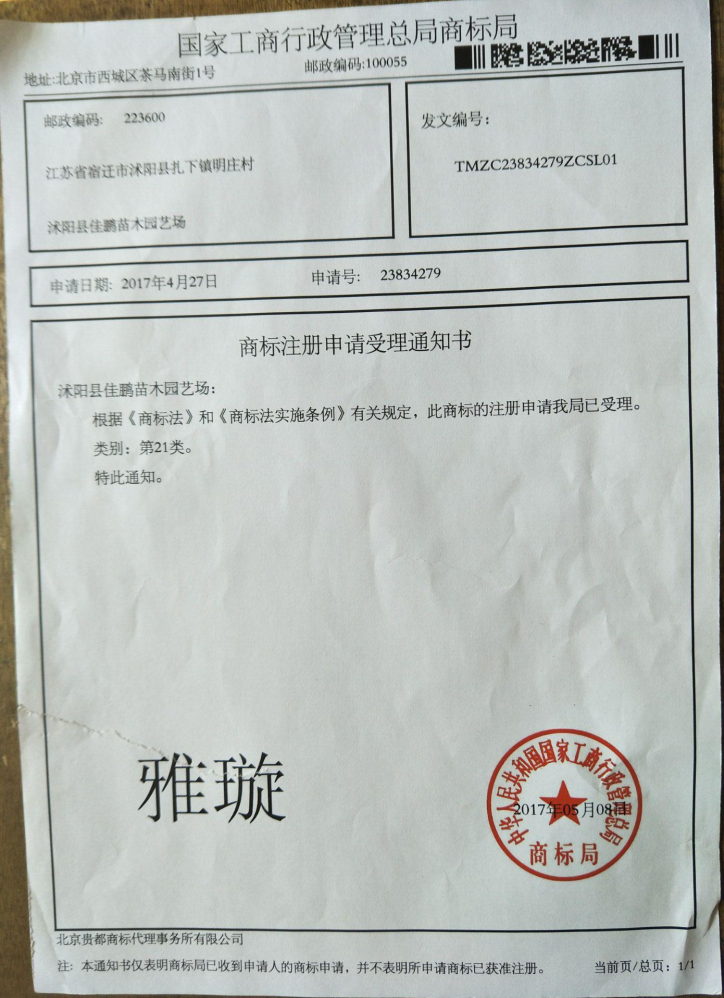 国家工商行政管理总局商标局
地址:北京市西城区茶马南街1号
邮政编码:100055
邮政编码: 223600
江苏省宿迁市沭阳县扎下镇明庄村
沭阳县佳鹏苗木园艺场
发文编号：
TMZC23834279ZCSL01
申请日期: 2017年4月27日
申请号: 23834279
商标注册申请受理通知书
沭阳县佳鹏苗木园艺场：
根据《商标法》和《商标法实施条例》有关规定，此商标的注册申请我局已受理。
类别：第21类。
特此通知。
雅璇
中华人民共和国国家工商行政管理总局
2017年05月08日
商标局
北京贵都商标代理事务所有限公司
注: 本通知书仅表明商标局已收到申请人的商标申请，并不表明所申请商标已获准注册。
当前页/总页：1/1